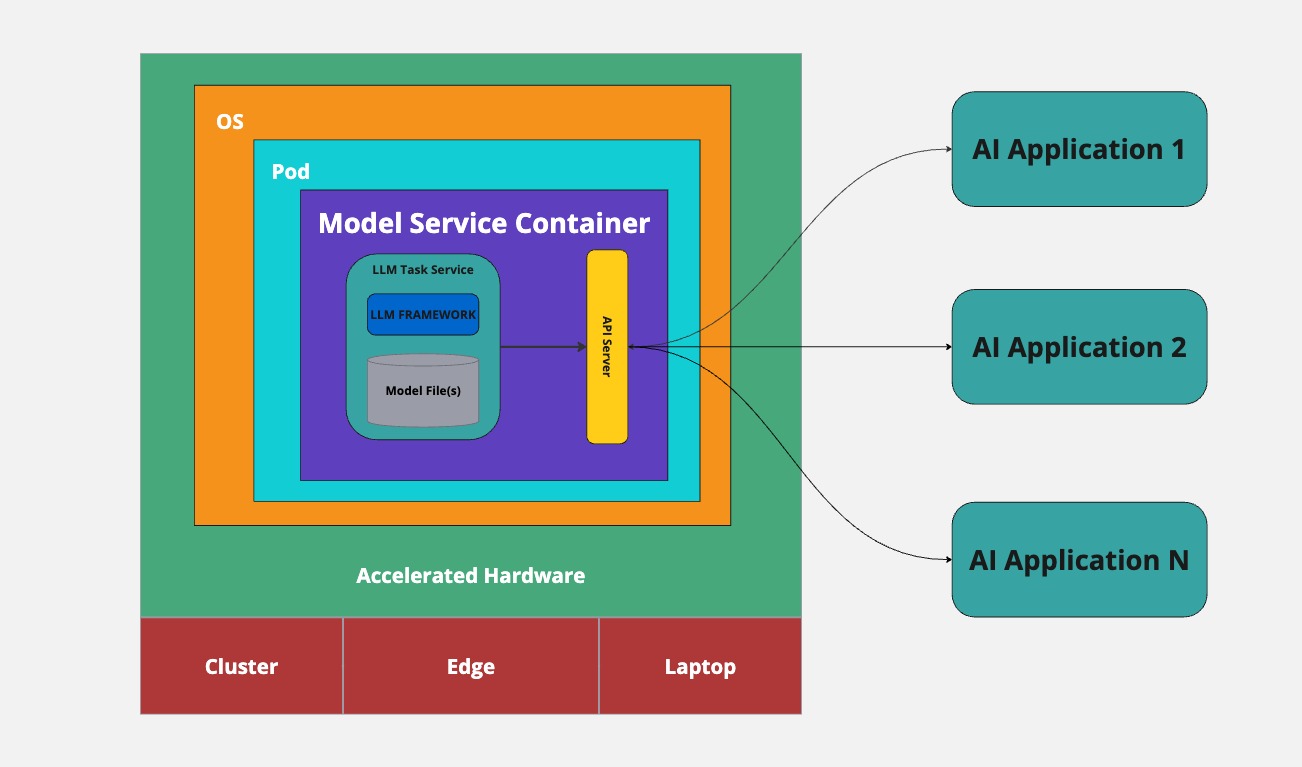 OS
Pod
Model Service Container
LLM Task Service
LLM FRAMEWORK
Model File(s)
API Server
Accelerated Hardware
Cluster
Edge
Laptop
AI Application 1
AI Application 2
AI Application N